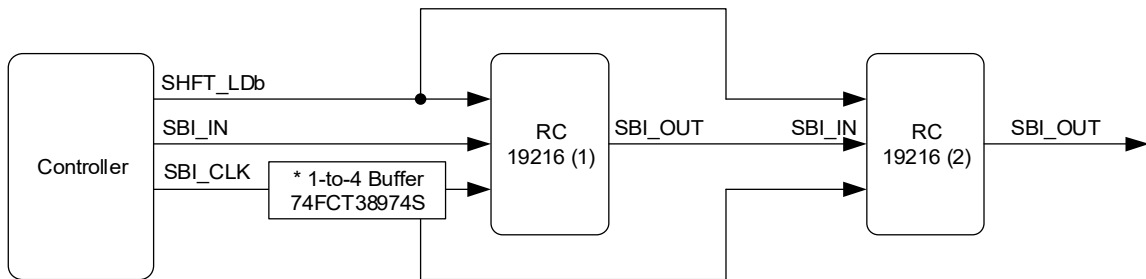 Controller
SHFT_LDb
SBI_IN
SBI_CLK
* 1-to-4 Buffer
74FCT38974S
RC
19216 (1)
SBI_OUT
SBI_IN
RC
19216 (2)
SBI_OUT